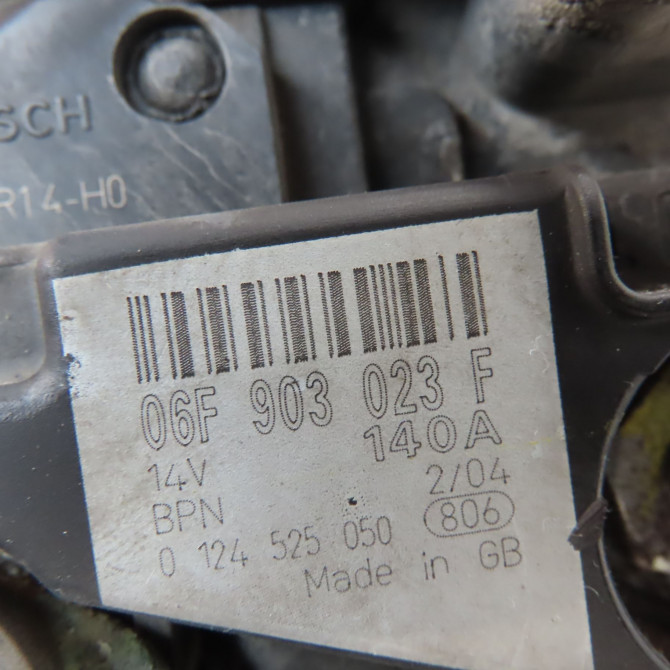 SCH
R14-H0
06F 903 023 F
14V 140A
BPN 2/04
0 124 525 050 806
Made in GB